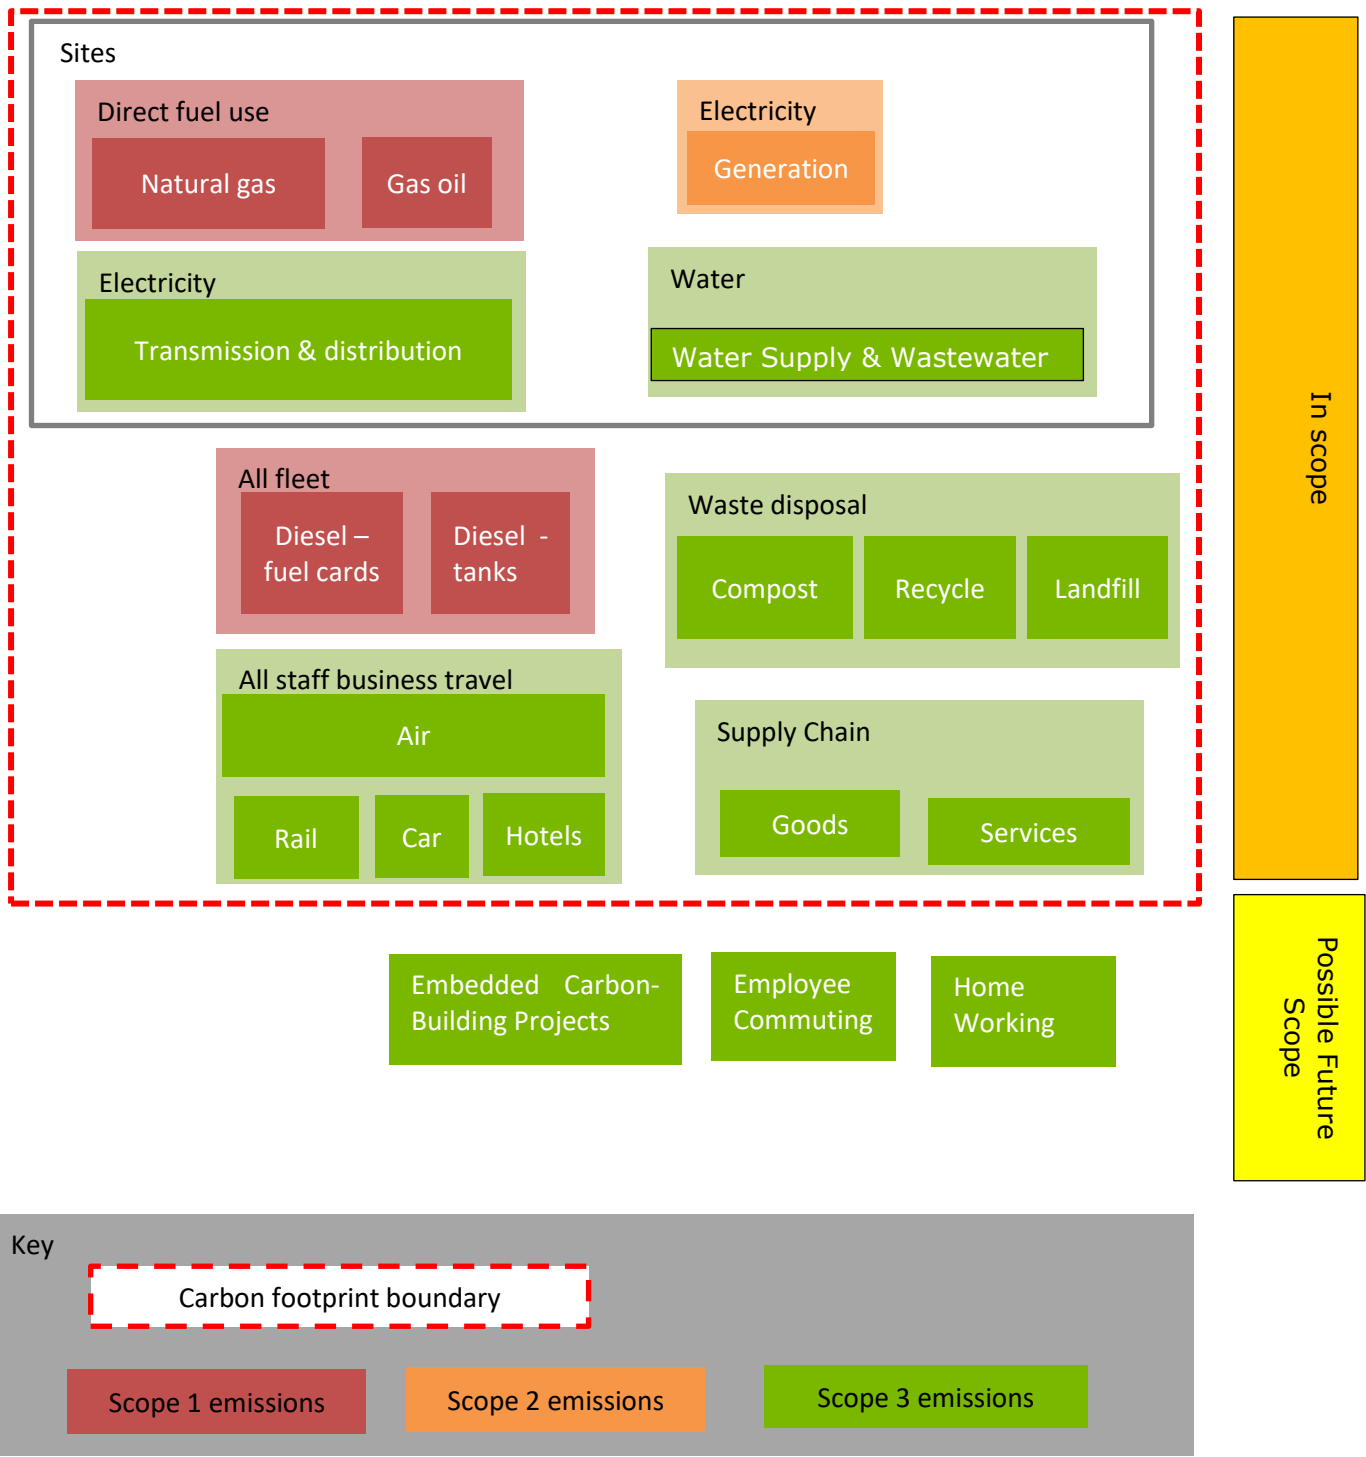 Sites
Direct fuel use
Natural gas
Gas oil
Electricity
Generation
Electricity
Transmission & distribution
Water
Water Supply & Wastewater
All fleet
Diesel –
fuel cards
Diesel -
tanks
Waste disposal
Compost
Recycle
Landfill
All staff business travel
Air
Rail
Car
Hotels
Supply Chain
Goods
Services
In scope
Embedded Carbon-
Building Projects
Employee
Commuting
Home
Working
Possible Future
Scope
Key
Carbon footprint boundary
Scope 1 emissions
Scope 2 emissions
Scope 3 emissions